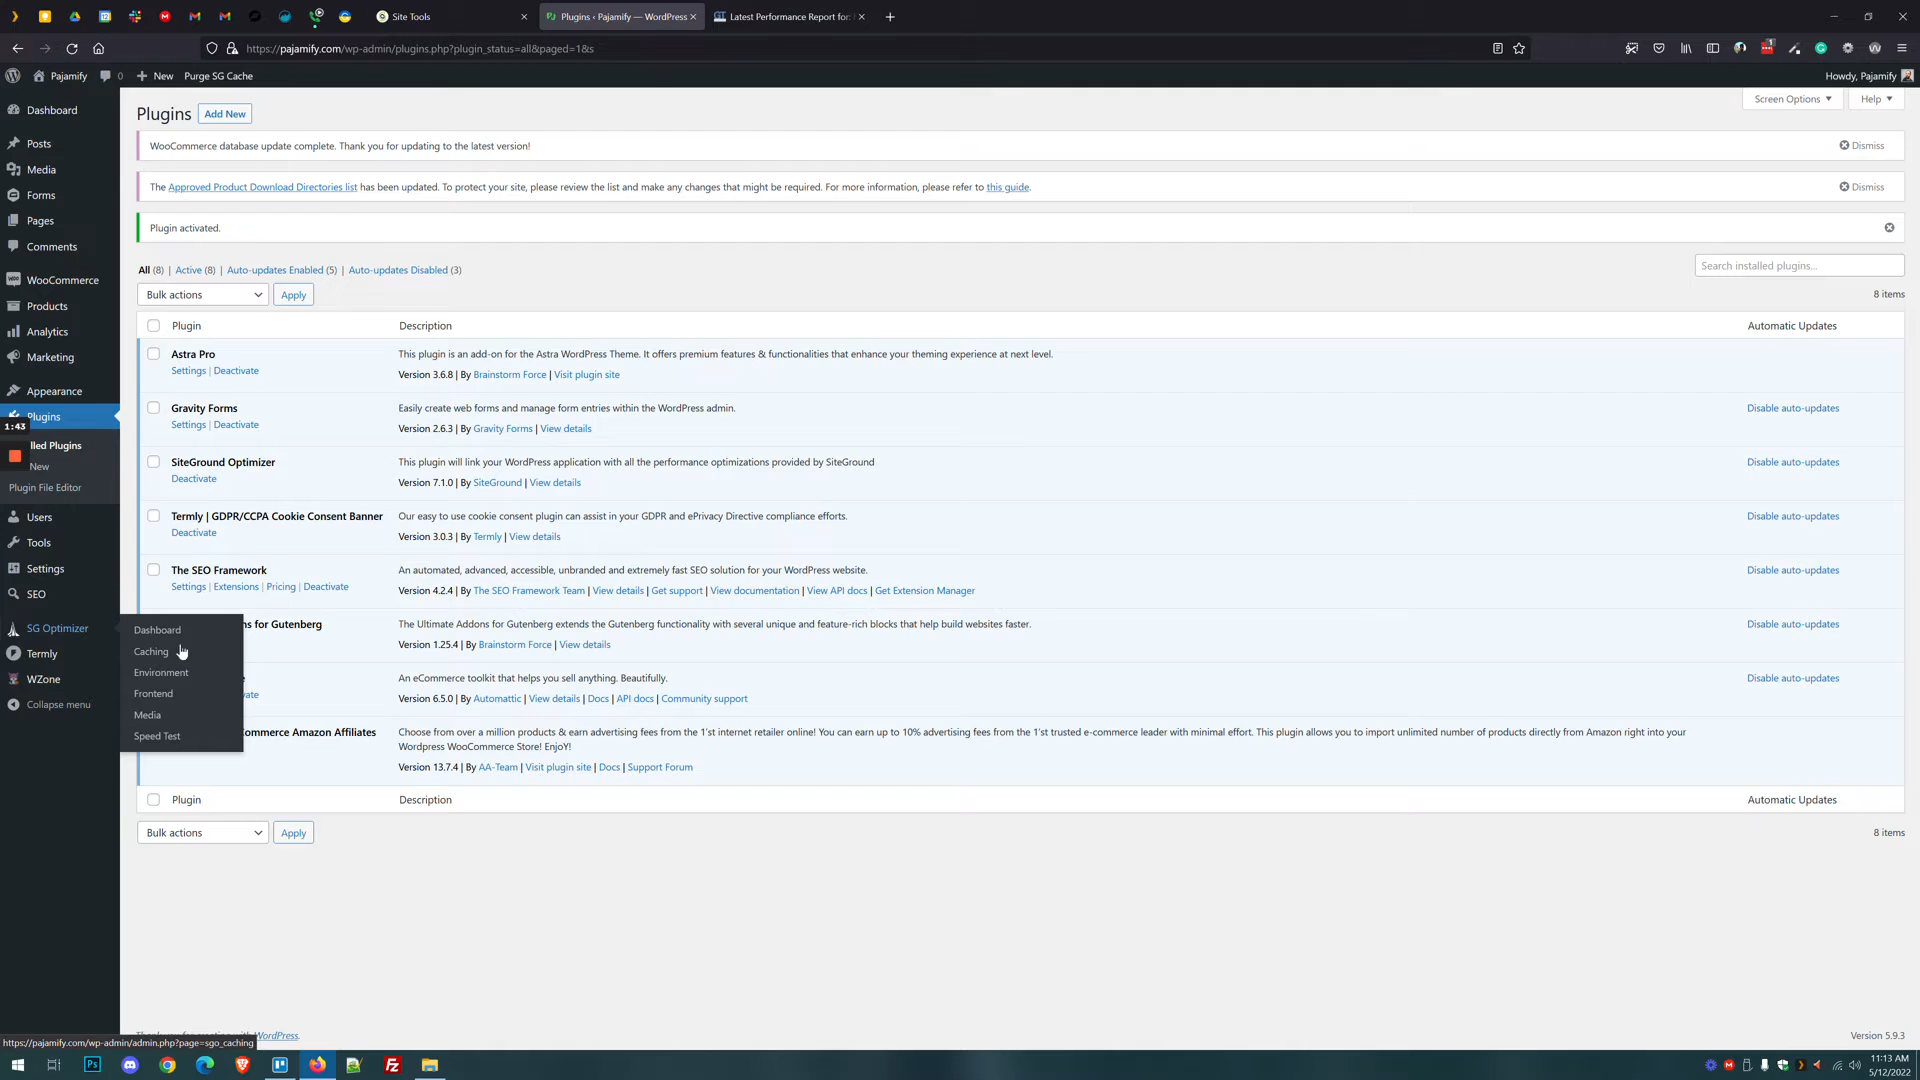 Site Tools
Plugins ‹ Pajamify — WordPress
Latest Performance Report for:
https://pajamify.com/wp-admin/plugins.php?plugin_status=all&paged=1&s
Pajamify
0
New
Purge SG Cache
Howdy, Pajamify
Dashboard
Posts
Media
Forms
Pages
Comments
WooCommerce
Products
Analytics
Marketing
Appearance
Plugins
1:43
lled Plugins
New
Plugin File Editor
Users
Tools
Settings
SEO
SG Optimizer
Termly
WZone
Collapse menu
Dashboard
Caching
Environment
Frontend
Media
Speed Test
Plugins
Add New
Screen Options
Help
WooCommerce database update complete. Thank you for updating to the latest version!
Dismiss
The Approved Product Download Directories list has been updated. To protect your site, please review the list and make any changes that might be required. For more information, please refer to this guide.
Dismiss
Plugin activated.
All (8) | Active (8) | Auto-updates Enabled (5) | Auto-updates Disabled (3)
Search installed plugins...
Bulk actions
Apply
8 items
Plugin
Description
Automatic Updates
Astra Pro
Settings | Deactivate
This plugin is an add-on for the Astra WordPress Theme. It offers premium features & functionalities that enhance your theming experience at next level.
Version 3.6.8 | By Brainstorm Force | Visit plugin site
Gravity Forms
Settings | Deactivate
Easily create web forms and manage form entries within the WordPress admin.
Version 2.6.3 | By Gravity Forms | View details
Disable auto-updates
SiteGround Optimizer
Deactivate
This plugin will link your WordPress application with all the performance optimizations provided by SiteGround
Version 7.1.0 | By SiteGround | View details
Disable auto-updates
Termly | GDPR/CCPA Cookie Consent Banner
Deactivate
Our easy to use cookie consent plugin can assist in your GDPR and ePrivacy Directive compliance efforts.
Version 3.0.3 | By Termly | View details
Disable auto-updates
The SEO Framework
Settings | Extensions | Pricing | Deactivate
An automated, advanced, accessible, unbranded and extremely fast SEO solution for your WordPress website.
Version 4.2.4 | By The SEO Framework Team | View details | Get support | View documentation | View API docs | Get Extension Manager
Disable auto-updates
ns for Gutenberg
The Ultimate Addons for Gutenberg extends the Gutenberg functionality with several unique and feature-rich blocks that help build websites faster.
Version 1.25.4 | By Brainstorm Force | View details
Disable auto-updates
e
vate
An eCommerce toolkit that helps you sell anything. Beautifully.
Version 6.5.0 | By Automattic | View details | Docs | API docs | Community support
Disable auto-updates
Commerce Amazon Affiliates
Choose from over a million products & earn advertising fees from the 1'st internet retailer online! You can earn up to 10% advertising fees from the 1'st trusted e-commerce leader with minimal effort. This plugin allows you to import unlimited number of products directly from Amazon right into your
Wordpress WooCommerce Store! EnjoY!
Version 13.7.4 | By AA-Team | Visit plugin site | Docs | Support Forum
Plugin
Description
Automatic Updates
Bulk actions
Apply
8 items
WordPress.
Version 5.9.3
https://pajamify.com/wp-admin/admin.php?page=sgo_caching
11:13 AM
5/12/2022